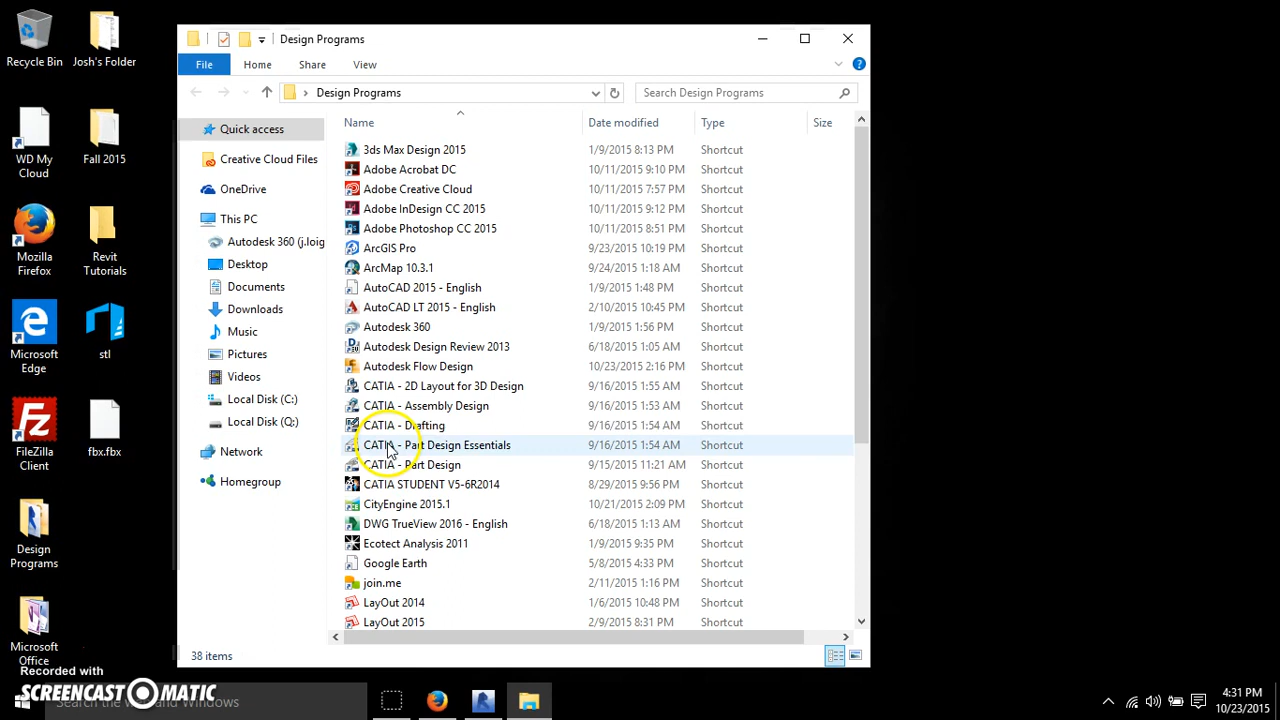 Recycle Bin
Josh's Folder
WD My Cloud
Fall 2015
Mozilla Firefox
Revit Tutorials
Microsoft Edge
stl
FileZilla Client
fbx.fbx
Design Programs
Microsoft Office
Design Programs
File Home Share View
Design Programs
Search Design Programs
Quick access
Creative Cloud Files
OneDrive
This PC
Autodesk 360 (j.loig
Desktop
Documents
Downloads
Music
Pictures
Videos
Local Disk (C:)
Local Disk (Q:)
Network
Homegroup
Name Date modified Type Size
3ds Max Design 2015 1/9/2015 8:13 PM Shortcut
Adobe Acrobat DC 10/11/2015 9:10 PM Shortcut
Adobe Creative Cloud 10/11/2015 7:57 PM Shortcut
Adobe InDesign CC 2015 10/11/2015 9:12 PM Shortcut
Adobe Photoshop CC 2015 10/11/2015 8:51 PM Shortcut
ArcGIS Pro 9/23/2015 10:19 PM Shortcut
ArcMap 10.3.1 9/24/2015 1:18 AM Shortcut
AutoCAD 2015 - English 1/9/2015 1:48 PM Shortcut
AutoCAD LT 2015 - English 2/10/2015 10:45 PM Shortcut
Autodesk 360 1/9/2015 1:56 PM Shortcut
Autodesk Design Review 2013 6/18/2015 1:05 AM Shortcut
Autodesk Flow Design 10/23/2015 2:16 PM Shortcut
CATIA - 2D Layout for 3D Design 9/16/2015 1:55 AM Shortcut
CATIA - Assembly Design 9/16/2015 1:53 AM Shortcut
CATIA - Drafting 9/16/2015 1:54 AM Shortcut
CATIA - Part Design Essentials 9/16/2015 1:54 AM Shortcut
CATIA - Part Design 9/15/2015 11:21 AM Shortcut
CATIA STUDENT V5-6R2014 8/29/2015 9:56 PM Shortcut
CityEngine 2015.1 10/21/2015 2:09 PM Shortcut
DWG TrueView 2016 - English 6/18/2015 1:13 AM Shortcut
Ecotect Analysis 2011 1/9/2015 9:35 PM Shortcut
Google Earth 5/8/2015 4:33 PM Shortcut
join.me 2/11/2015 1:16 PM Shortcut
LayOut 2014 1/6/2015 10:48 PM Shortcut
LayOut 2015 2/9/2015 8:31 PM Shortcut
38 items
Recorded with
SCREENCAST-O-MATIC
Search the web and Windows
4:31 PM
10/23/2015